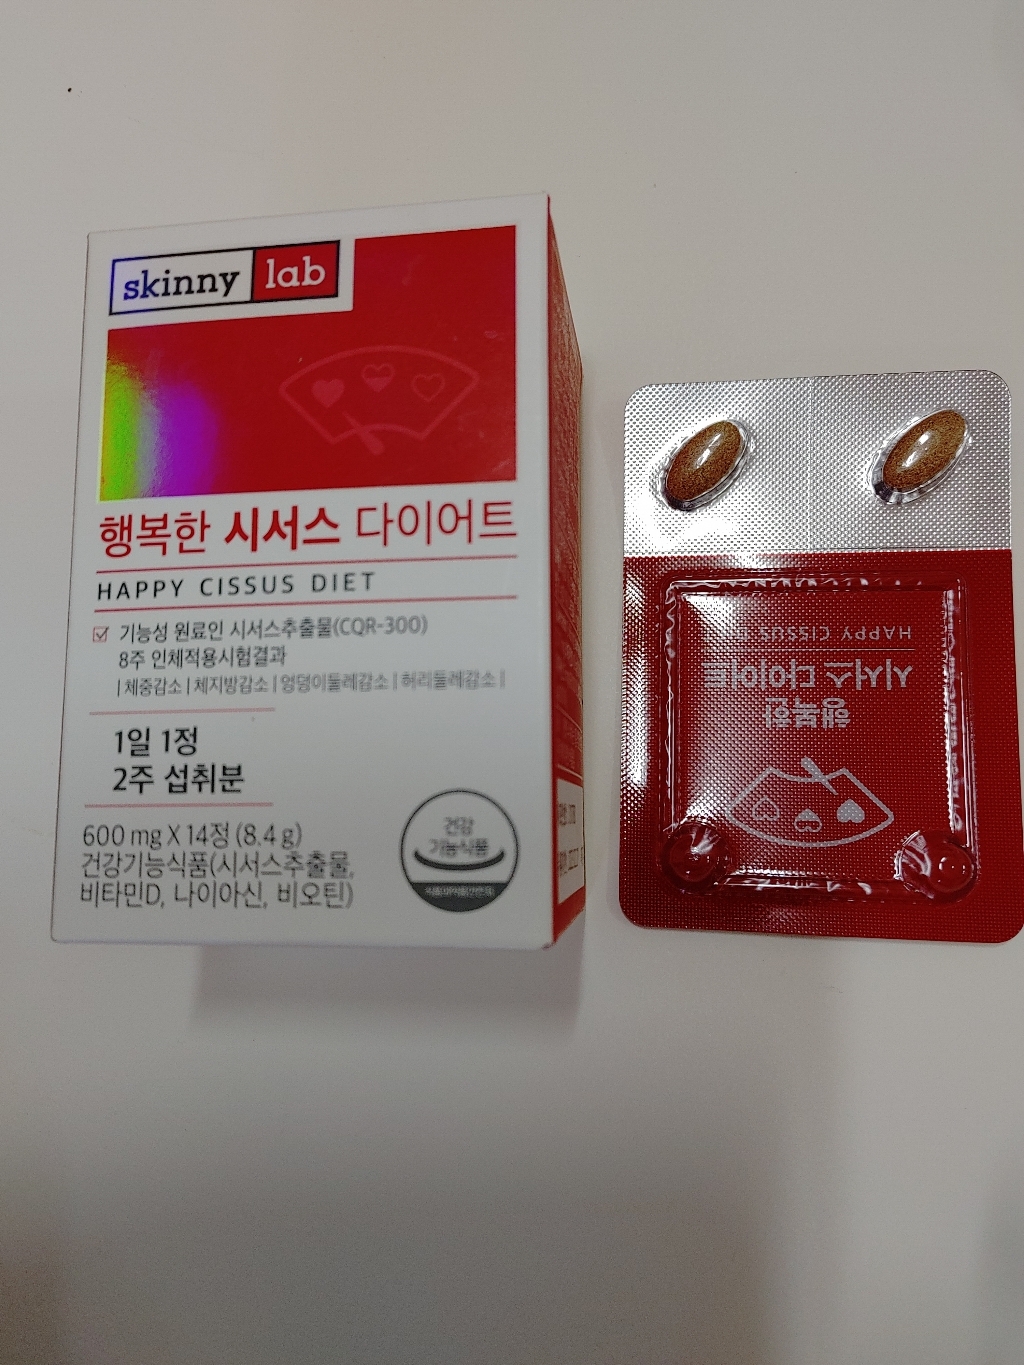 skinny lab
행복한 시서스 다이어트
HAPPY CISSUS DIET
기능성 원료인 시서스추출물(CQR-300)
8주 인체적용시험결과
| 체중감소 | 체지방감소 | 엉덩이둘레감소 | 허리둘레감소 |
1일 1정
2주 섭취분
600 mg X 14정 (8.4 g)
건강기능식품(시서스추출물,
비타민D, 나이아신, 비오틴)
건강
기능식품
행복한
시서스 다이어트
HAPPY CISSUS